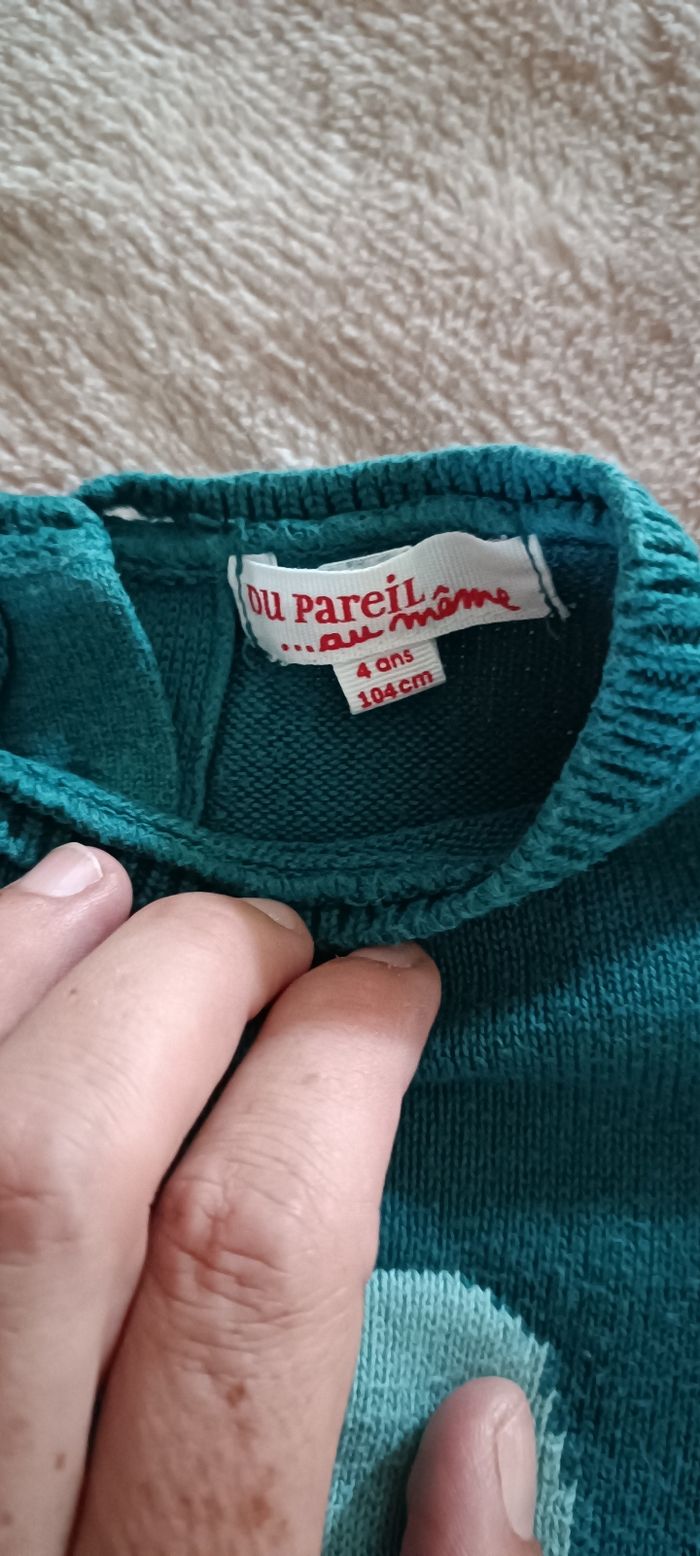 DU PAREIL
...au même
4 ans
104cm